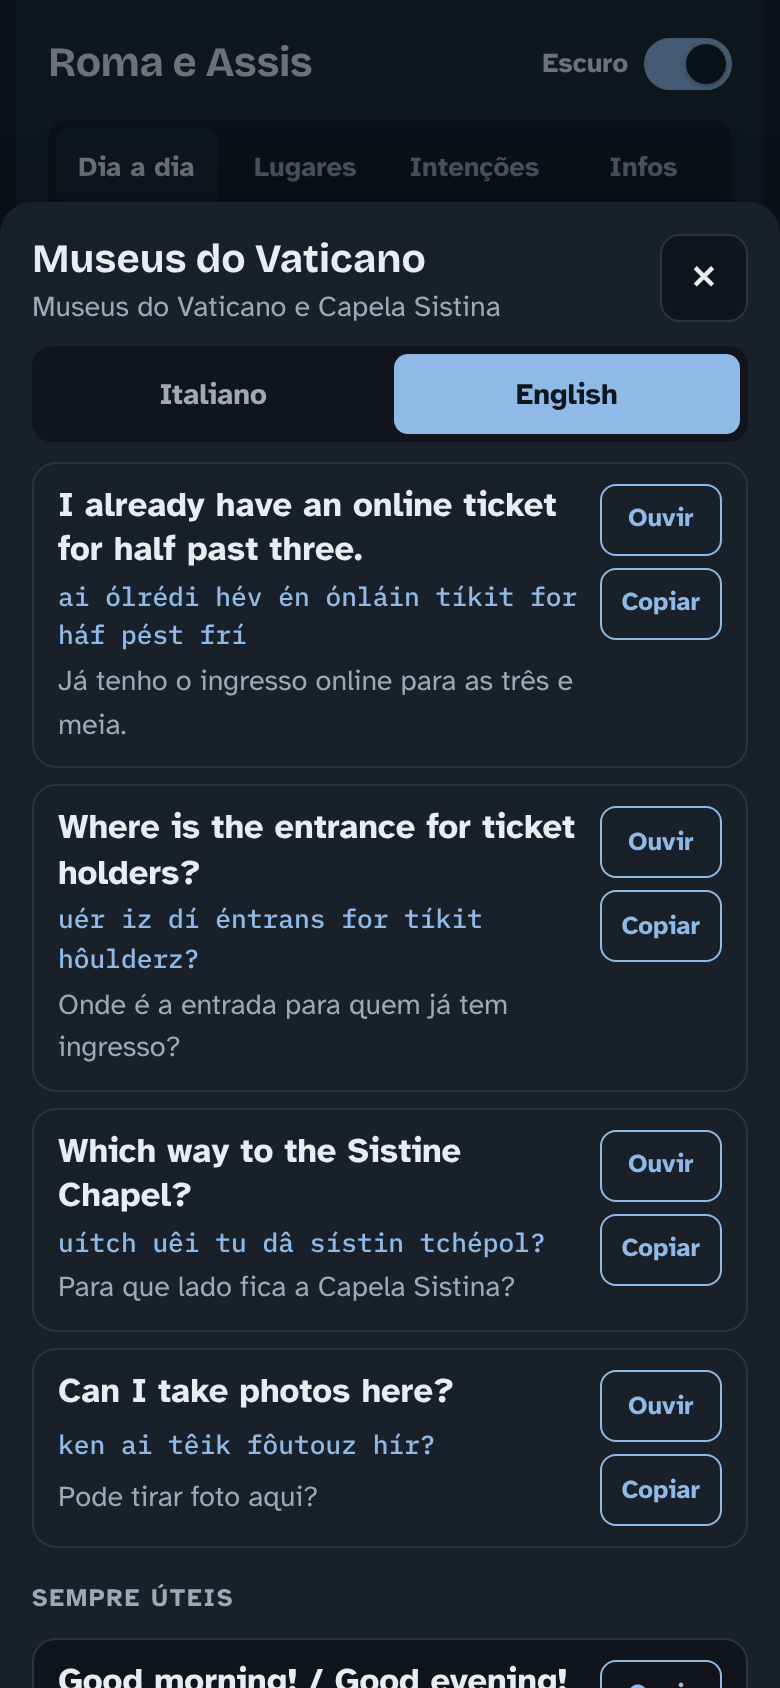 Roma e Assis
Escuro
Dia a dia
Lugares
Intenções
Infos
Museus do Vaticano
×
Museus do Vaticano e Capela Sistina
Italiano
English
I already have an online ticket
for half past three.
Ouvir
ai ólrédi hév én ónláin tíkit for
háf pést frí
Copiar
Já tenho o ingresso online para as três e
meia.
Where is the entrance for ticket
holders?
Ouvir
uér iz dí éntrans for tíkit
hôulderz?
Copiar
Onde é a entrada para quem já tem
ingresso?
Which way to the Sistine
Chapel?
Ouvir
uítch uêi tu dâ sístin tchépol?
Copiar
Para que lado fica a Capela Sistina?
Can I take photos here?
Ouvir
ken ai têik fôutouz hír?
Copiar
Pode tirar foto aqui?
SEMPRE ÚTEIS
Good morning! / Good evening!
Ouvir